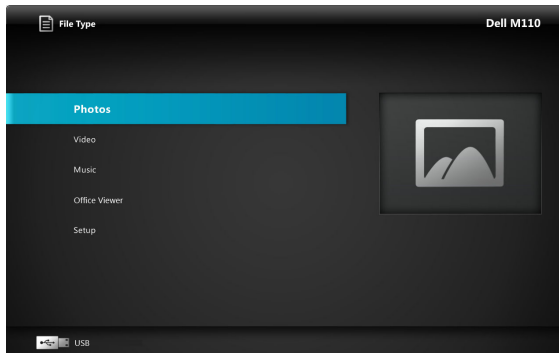 File Type
Dell M110
Photos
Video
Music
Office Viewer
Setup
USB